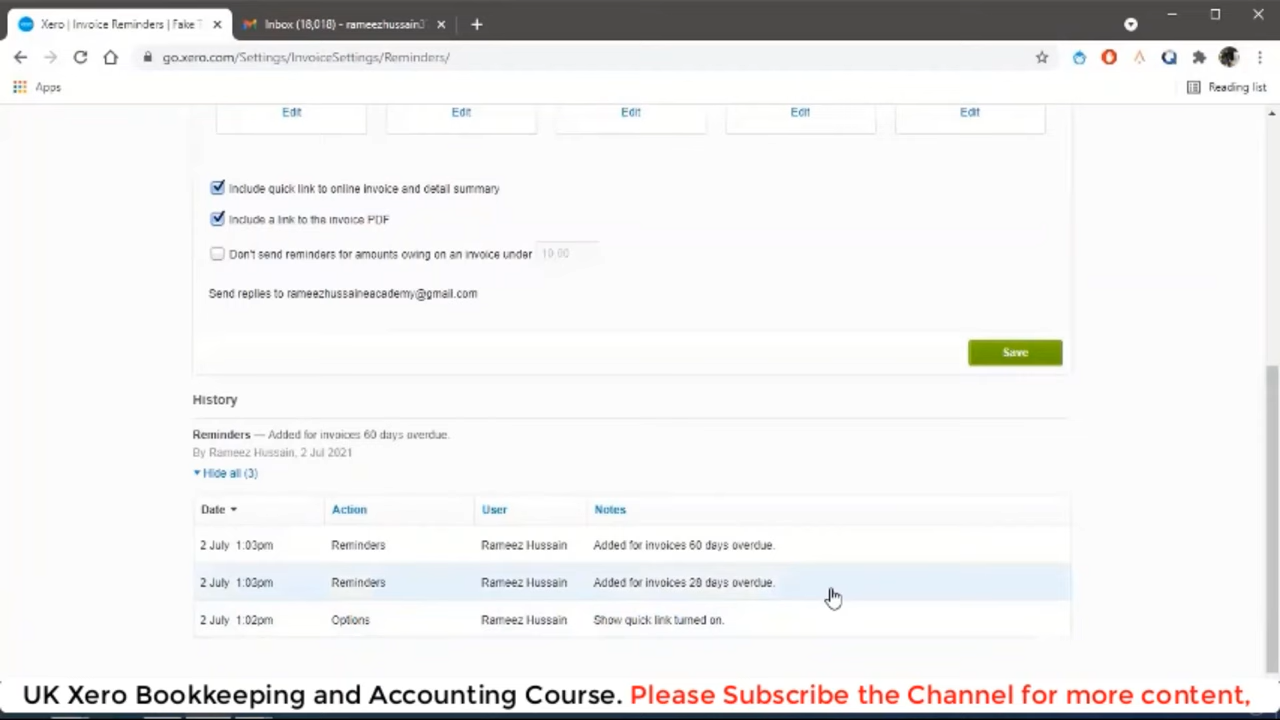 Xero | Invoice Reminders | Fake
Inbox (18,018) - rameezhussain3
go.xero.com/Settings/InvoiceSettings/Reminders/
Apps
Reading list
Edit Edit Edit Edit Edit
Include quick link to online invoice and detail summary
Include a link to the invoice PDF
Don't send reminders for amounts owing on an invoice under 10.00
Send replies to rameezhussaineacademy@gmail.com
Save
History
Reminders — Added for invoices 60 days overdue.
By Rameez Hussain, 2 Jul 2021
Hide all (3)
Date Action User Notes
2 July 1:03pm Reminders Rameez Hussain Added for invoices 60 days overdue.
2 July 1:03pm Reminders Rameez Hussain Added for invoices 28 days overdue.
2 July 1:02pm Options Rameez Hussain Show quick link turned on.
UK Xero Bookkeeping and Accounting Course. Please Subscribe the Channel for more content,